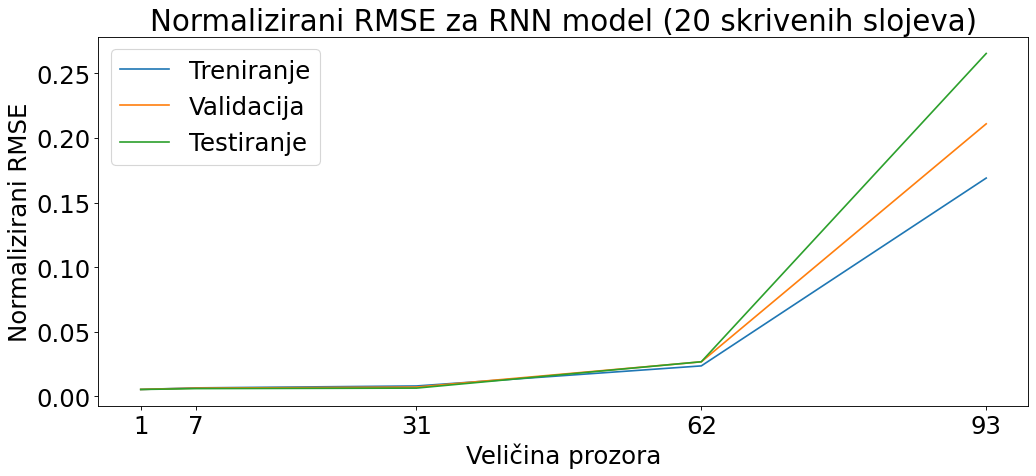 Normalizirani RMSE za RNN model (20 skrivenih slojeva)
Treniranje
Validacija
Testiranje
Normalizirani RMSE
0.25
0.20
0.15
0.10
0.05
0.00
1 7 31 62 93
Veličina prozora